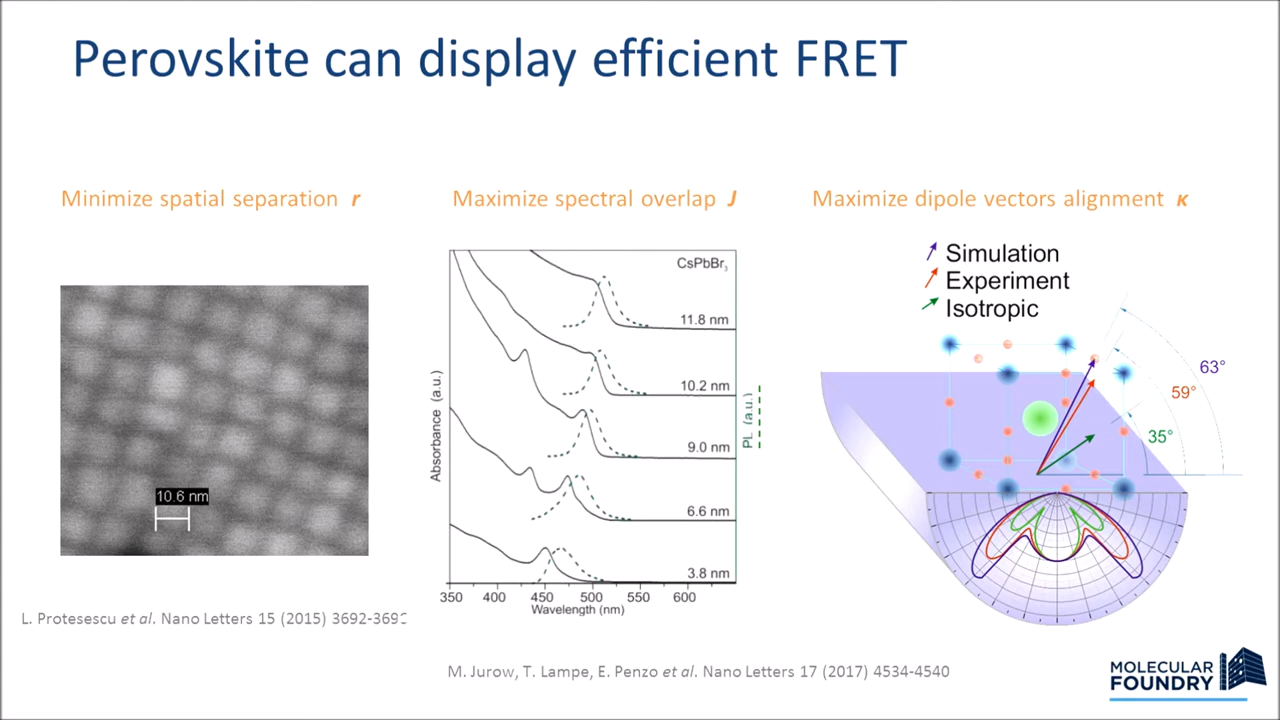 Perovskite can display efficient FRET
Minimize spatial separation r
Maximize spectral overlap J
Maximize dipole vectors alignment κ
10.6 nm
CsPbBr3
11.8 nm
10.2 nm
9.0 nm
6.6 nm
3.8 nm
Absorbance (a.u.)
PL (a.u.)
350 400 450 500 550 600
Wavelength (nm)
Simulation
Experiment
Isotropic
63°
59°
35°
L. Protesescu et al. Nano Letters 15 (2015)
M. Jurow, T. Lampe, E. Penzo et al. Nano Letters 17 (2017) 4534-4540
MOLECULAR
FOUNDRY